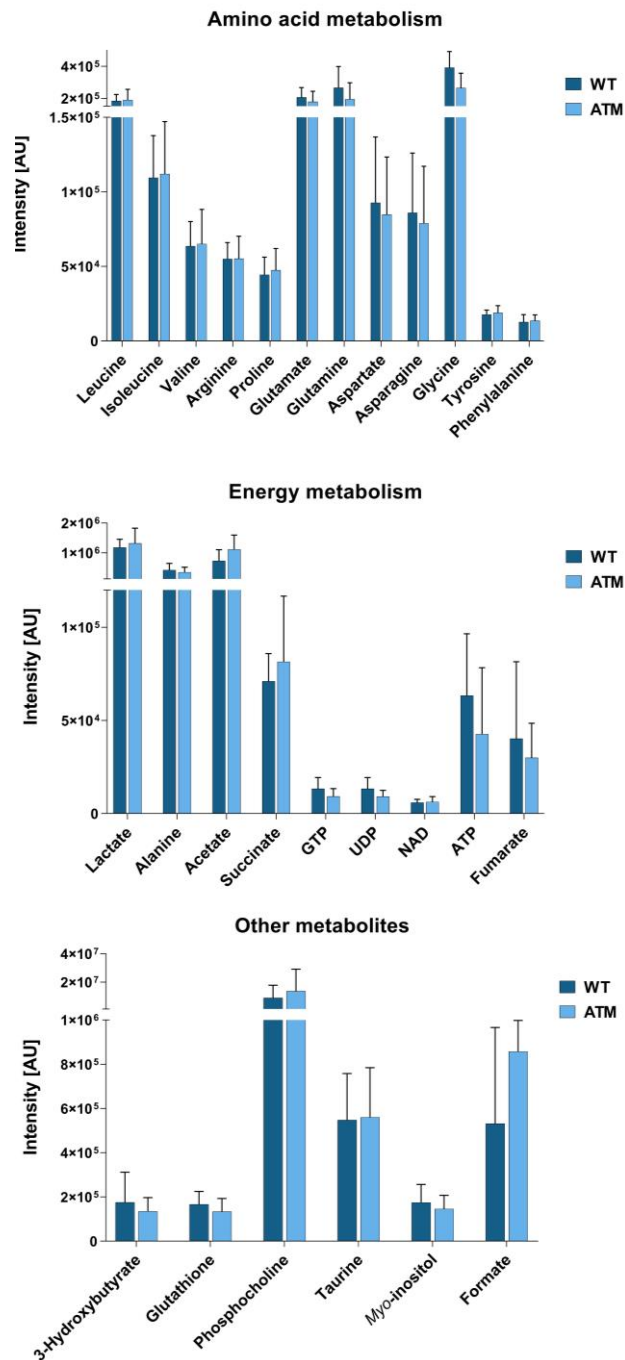 Amino acid metabolism
Intensity [AU]
4×10⁵
2×10⁵
1.5×10⁵
1×10⁵
5×10⁴
0
WT
ATM
Leucine
Isoleucine
Valine
Arginine
Proline
Glutamate
Glutamine
Aspartate
Asparagine
Glycine
Tyrosine
Phenylalanine
Energy metabolism
Intensity [AU]
2×10⁶
1×10⁶
1×10⁵
5×10⁴
0
WT
ATM
Lactate
Alanine
Acetate
Succinate
GTP
UDP
NAD
ATP
Fumarate
Other metabolites
Intensity [AU]
4×10⁷
2×10⁷
1×10⁶
8×10⁵
6×10⁵
4×10⁵
2×10⁵
0
WT
ATM
3-Hydroxybutyrate
Glutathione
Phosphocholine
Taurine
Myo-inositol
Formate